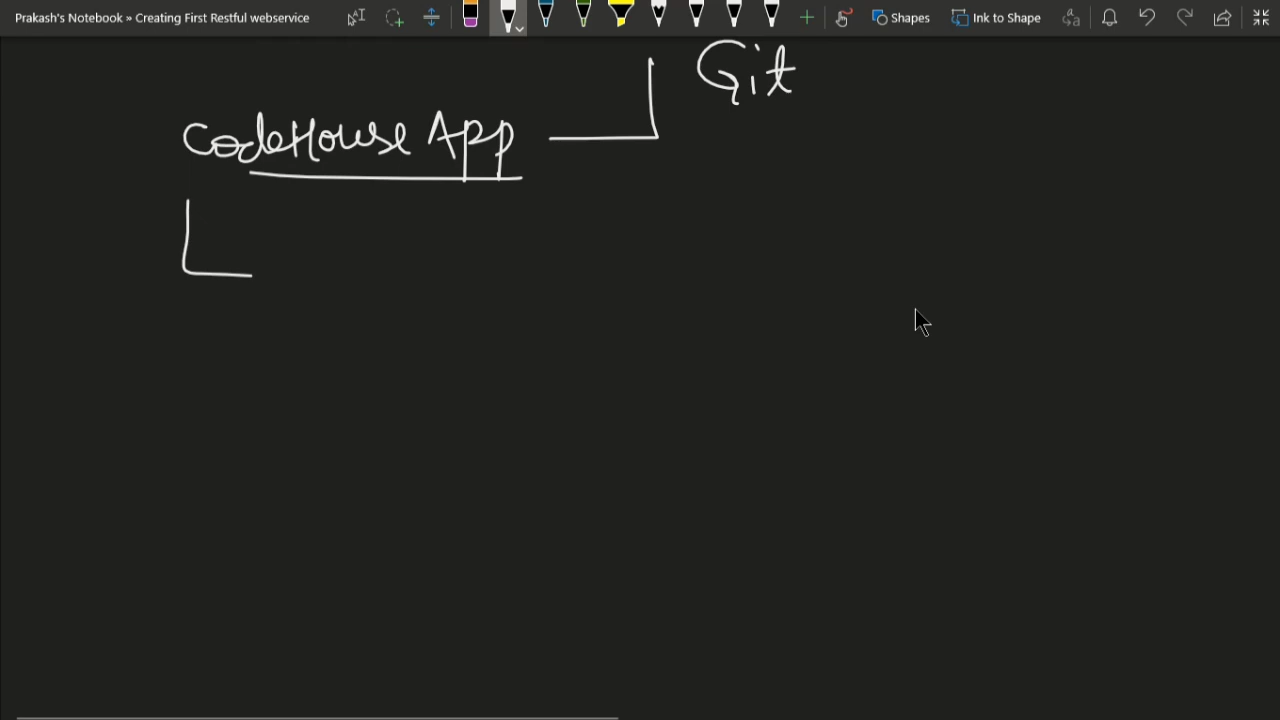 Prakash's Notebook » Creating First Restful webservice
Shapes
Ink to Shape
Git
CodeHouse App